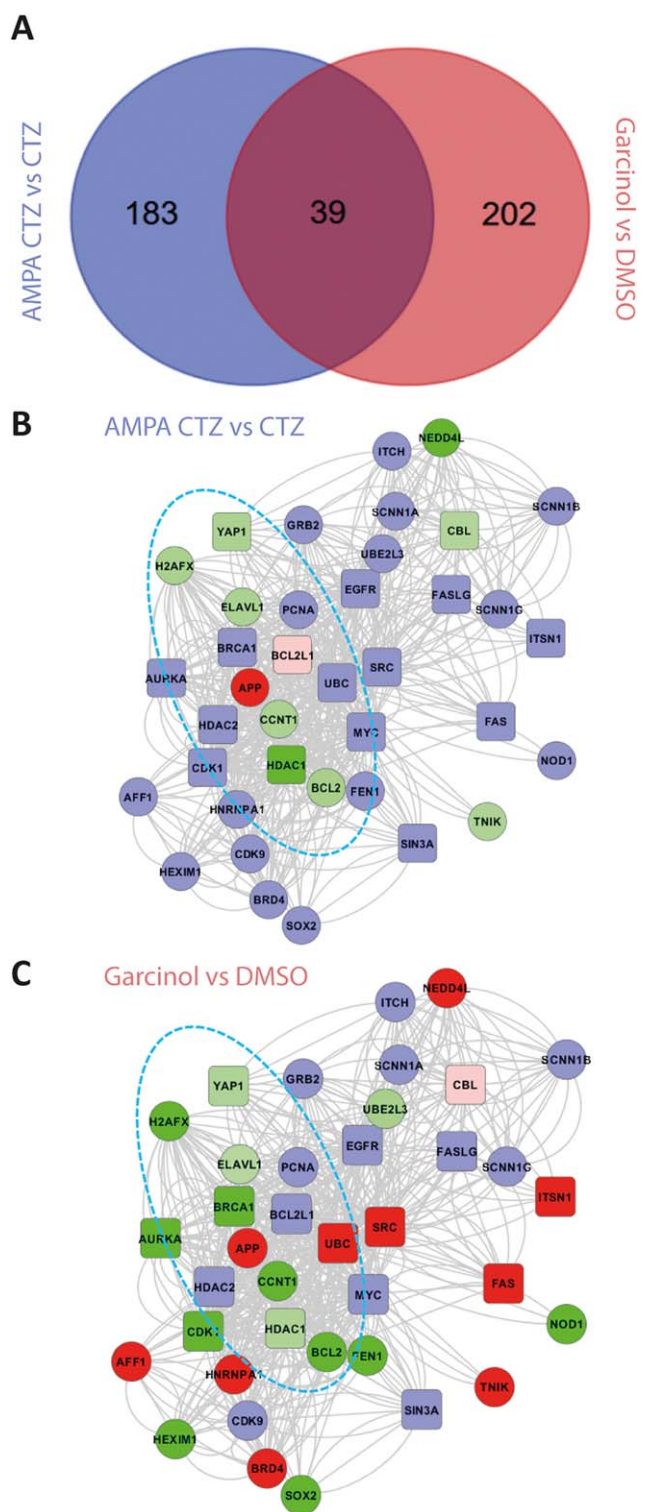 A
AMPA CTZ vs CTZ
183
39
202
Garcinol vs DMSO
B
AMPA CTZ vs CTZ
NEDD4L
ITCH
SCNN1B
SCNN1A
GRB2
YAP1
CBL
UBE2L3
H2AFX
EGFR
FASLG
ELAVL1
PCNA
SCNN1G
ITSN1
BRCA1
BCL2L1
SRC
AURKA
UBC
APP
CCNT1
HDAC2
MYC
FAS
NOD1
HDAC1
CDK1
BCL2
FEN1
AFF1
HNRNPA1
TNIK
SIN3A
CDK9
HEXIM1
BRD4
SOX2
C
Garcinol vs DMSO
NEDD4L
ITCH
SCNN1B
SCNN1A
GRB2
YAP1
CBL
UBE2L3
H2AFX
EGFR
FASLG
ELAVL1
PCNA
SCNN1G
ITSN1
BRCA1
BCL2L1
SRC
AURKA
UBC
APP
CCNT1
HDAC2
MYC
FAS
NOD1
HDAC1
CDK1
BCL2
FEN1
AFF1
HNRNPA1
TNIK
SIN3A
CDK9
HEXIM1
BRD4
SOX2